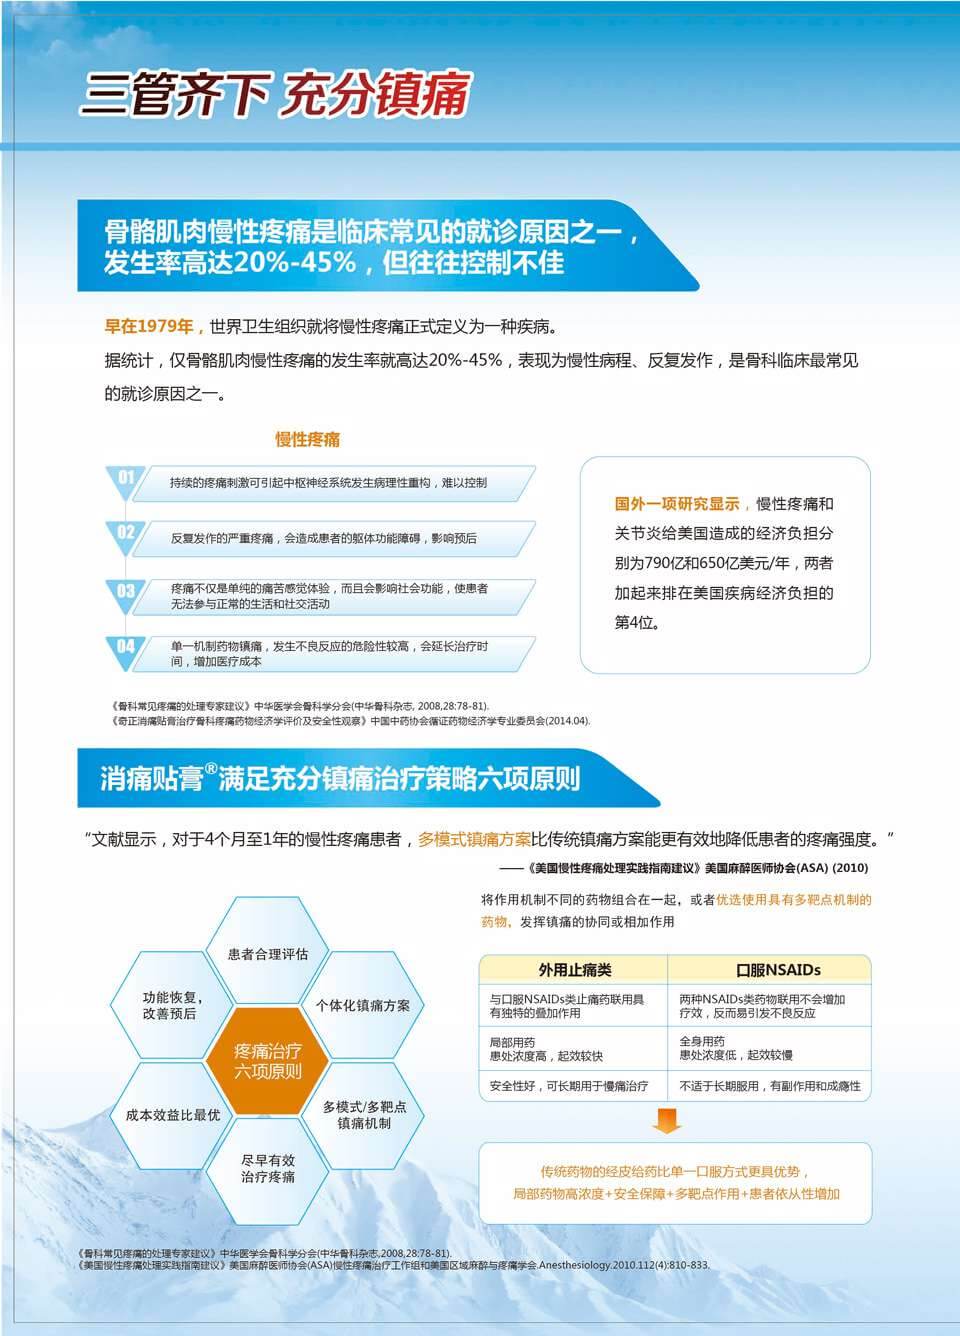 三管齐下 充分镇痛
骨骼肌肉慢性疼痛是临床常见的就诊原因之一，
发生率高达20%-45%，但往往控制不佳
早在1979年，世界卫生组织就将慢性疼痛正式定义为一种疾病。
据统计，仅骨骼肌肉慢性疼痛的发生率就高达20%-45%，表现为慢性病程、反复发作，是骨科临床最常见
的就诊原因之一。
慢性疼痛
01
持续的疼痛刺激可引起中枢神经系统发生病理性重构，难以控制
02
反复发作的严重疼痛，会造成患者的躯体功能障碍，影响预后
03
疼痛不仅是单纯的痛苦感觉体验，而且会影响社会功能，使患者
无法参与正常的生活和社交活动
04
单一机制药物镇痛，发生不良反应的危险性较高，会延长治疗时
间，增加医疗成本
国外一项研究显示，慢性疼痛和
关节炎给美国造成的经济负担分
别为790亿和650亿美元/年，两者
加起来排在美国疾病经济负担的
第4位。
《骨科常见疼痛的处理专家建议》中华医学会骨科学分会(中华骨科杂志, 2008,28:78-81).
《奇正消痛贴膏治疗骨科疼痛药物经济学评价及安全性观察》中国中药协会循证药物经济学专业委员会(2014.04).
消痛贴膏®满足充分镇痛治疗策略六项原则
“文献显示，对于4个月至1年的慢性疼痛患者，多模式镇痛方案比传统镇痛方案能更有效地降低患者的疼痛强度。”
——《美国慢性疼痛处理实践指南建议》美国麻醉医师协会(ASA) (2010)
将作用机制不同的药物组合在一起，或者优选使用具有多靶点机制的
药物，发挥镇痛的协同或相加作用
患者合理评估
功能恢复，
改善预后
个体化镇痛方案
疼痛治疗
六项原则
成本效益比最优
多模式/多靶点
镇痛机制
尽早有效
治疗疼痛
外用止痛类
口服NSAIDs
与口服NSAIDs类止痛药联用具
有独特的叠加作用
两种NSAIDs类药物联用不会增加
疗效，反而易引发不良反应
局部用药
患处浓度高，起效较快
全身用药
患处浓度低，起效较慢
安全性好，可长期用于慢痛治疗
不适于长期服用，有副作用和成瘾性
传统药物的经皮给药比单一口服方式更具优势，
局部药物高浓度+安全保障+多靶点作用+患者依从性增加
《骨科常见疼痛的处理专家建议》中华医学会骨科学分会(中华骨科杂志,2008,28:78-81).
《美国慢性疼痛处理实践指南建议》美国麻醉医师协会(ASA)慢性疼痛治疗工作组和美国区域麻醉与疼痛学会.Anesthesiology.2010.112(4):810-833.